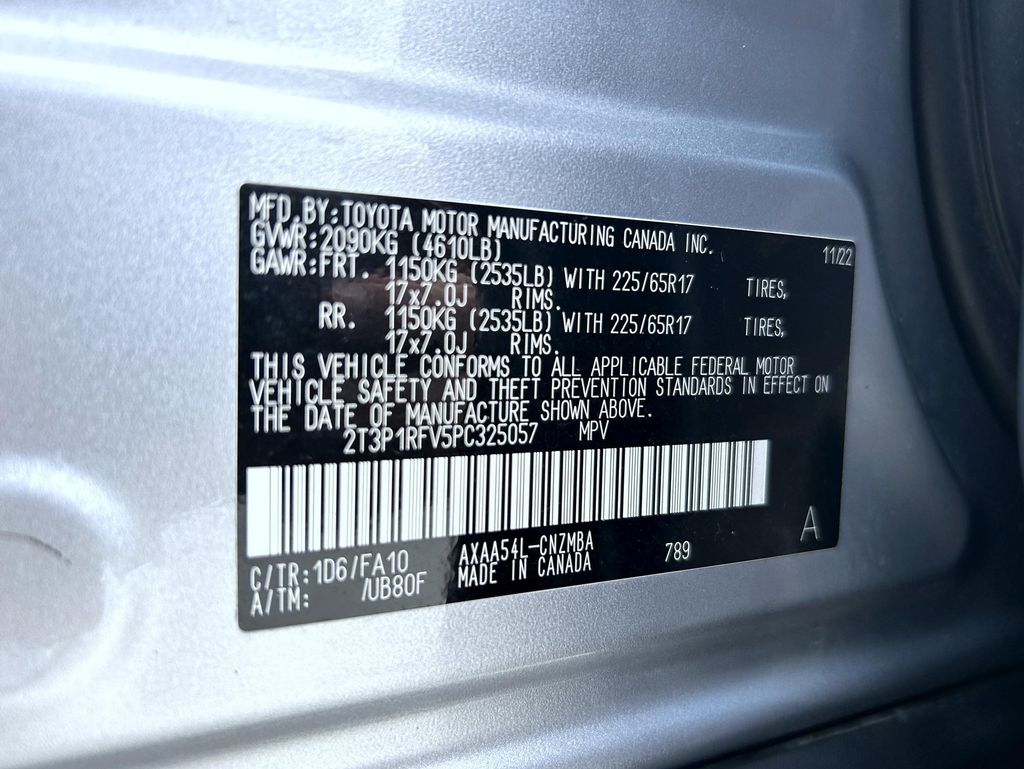 MFD.BY:TOYOTA MOTOR MANUFACTURING CANADA INC. 11/22
GVWR:2090KG (4610LB)
GAWR:FRT. 1150KG (2535LB) WITH 225/65R17 TIRES,
17x7.0J RIMS.
RR. 1150KG (2535LB) WITH 225/65R17 TIRES,
17x7.0J RIMS.
THIS VEHICLE CONFORMS TO ALL APPLICABLE FEDERAL MOTOR
VEHICLE SAFETY AND THEFT PREVENTION STANDARDS IN EFFECT ON
THE DATE OF MANUFACTURE SHOWN ABOVE.
2T3P1RFV5PC325057 MPV
A
C/TR:1D6/FA10 AXAA54L-CNZMBA 789
A/TM: /UB80F MADE IN CANADA